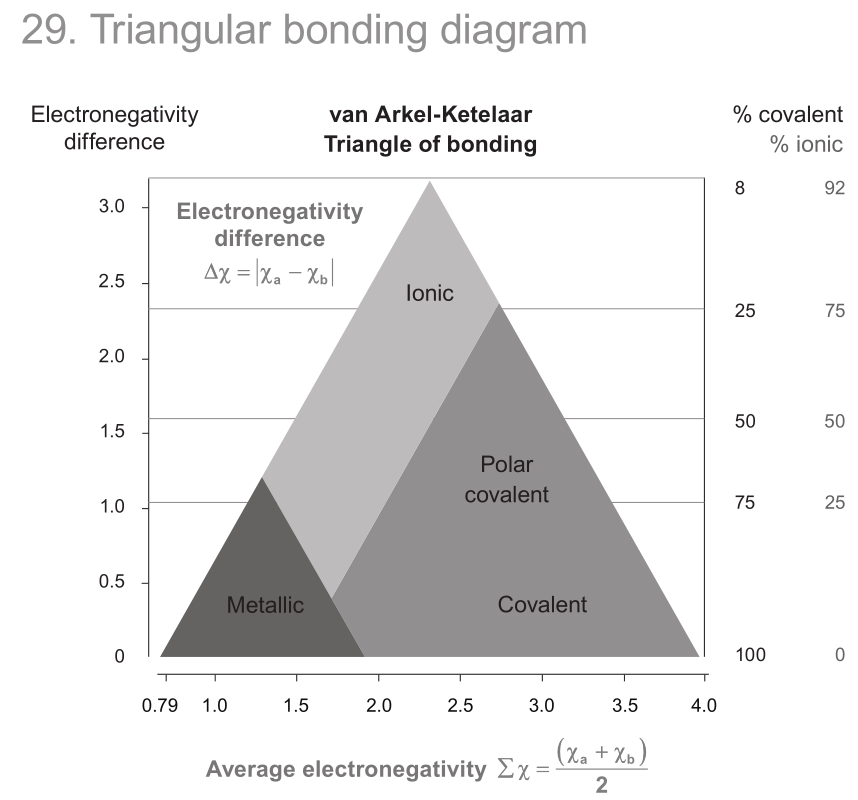 29. Triangular bonding diagram
Electronegativity
difference
van Arkel-Ketelaar
Triangle of bonding
% covalent
% ionic
3.0
2.5
2.0
1.5
1.0
0.5
0
Electronegativity
difference
Δχ = |χa − χb|
Ionic
Polar
covalent
Metallic
Covalent
8 92
25 75
50 50
75 25
100 0
0.79 1.0 1.5 2.0 2.5 3.0 3.5 4.0
Average electronegativity Σχ = (χa + χb) / 2